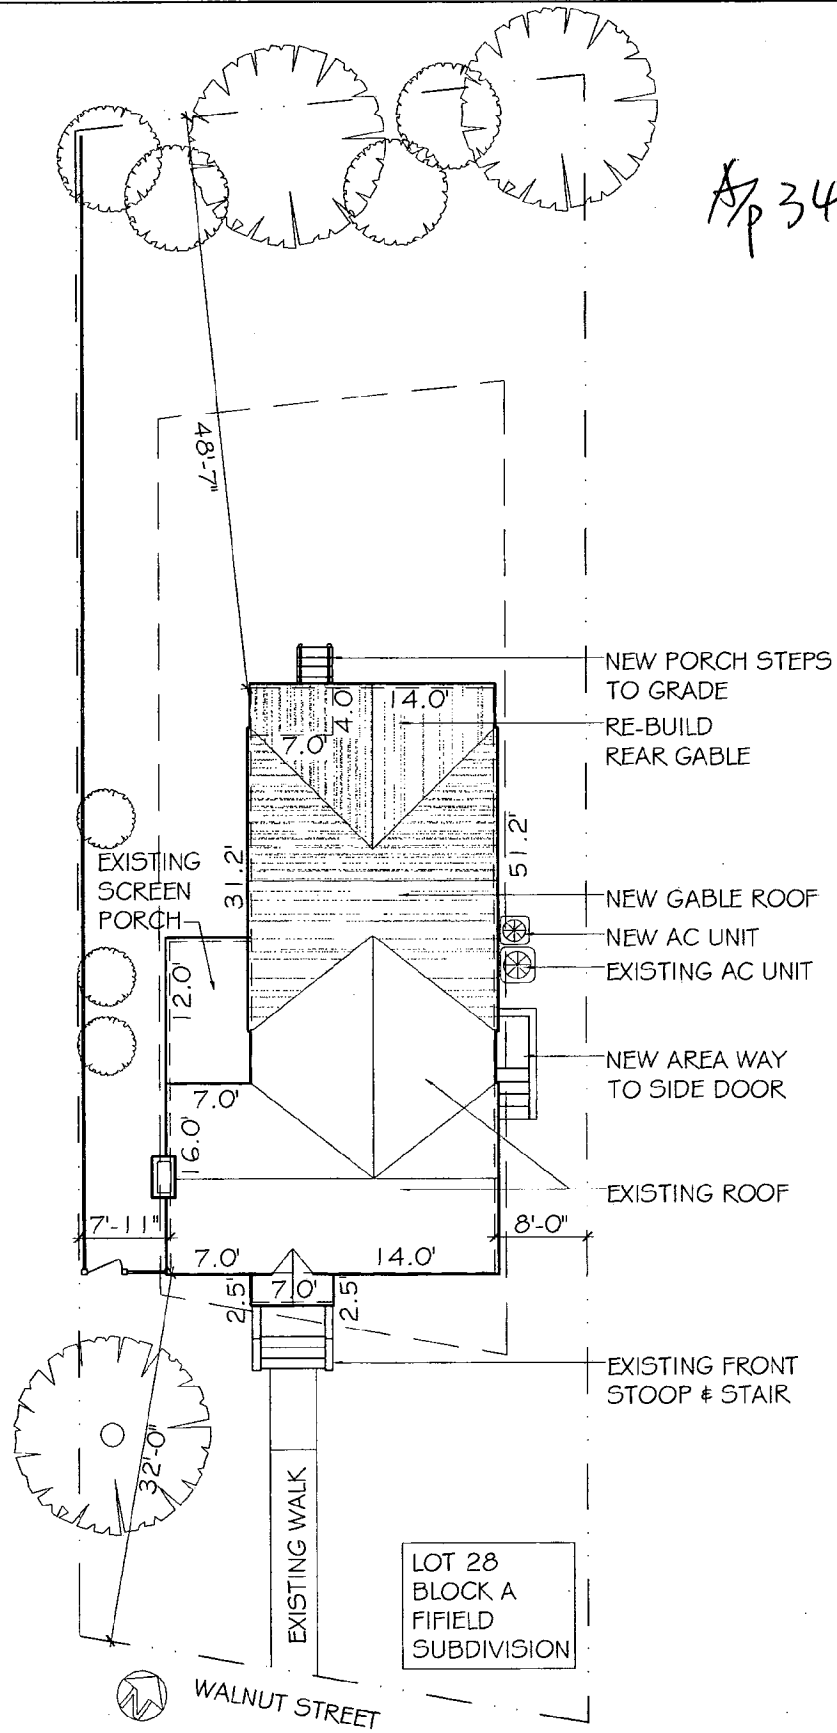 A/p 34
48'-7"
NEW PORCH STEPS
TO GRADE
4.0'
14.0'
7.0'
RE-BUILD
REAR GABLE
31.2'
51.2'
EXISTING
SCREEN
PORCH
NEW GABLE ROOF
NEW AC UNIT
EXISTING AC UNIT
12.0'
NEW AREA WAY
TO SIDE DOOR
7.0'
16.0'
EXISTING ROOF
7'-11"
8'-0"
7.0'
14.0'
2.5'
7.0'
2.5'
EXISTING FRONT
STOOP & STAIR
32'-0"
EXISTING WALK
LOT 28
BLOCK A
FIFIELD
SUBDIVISION
N
WALNUT STREET